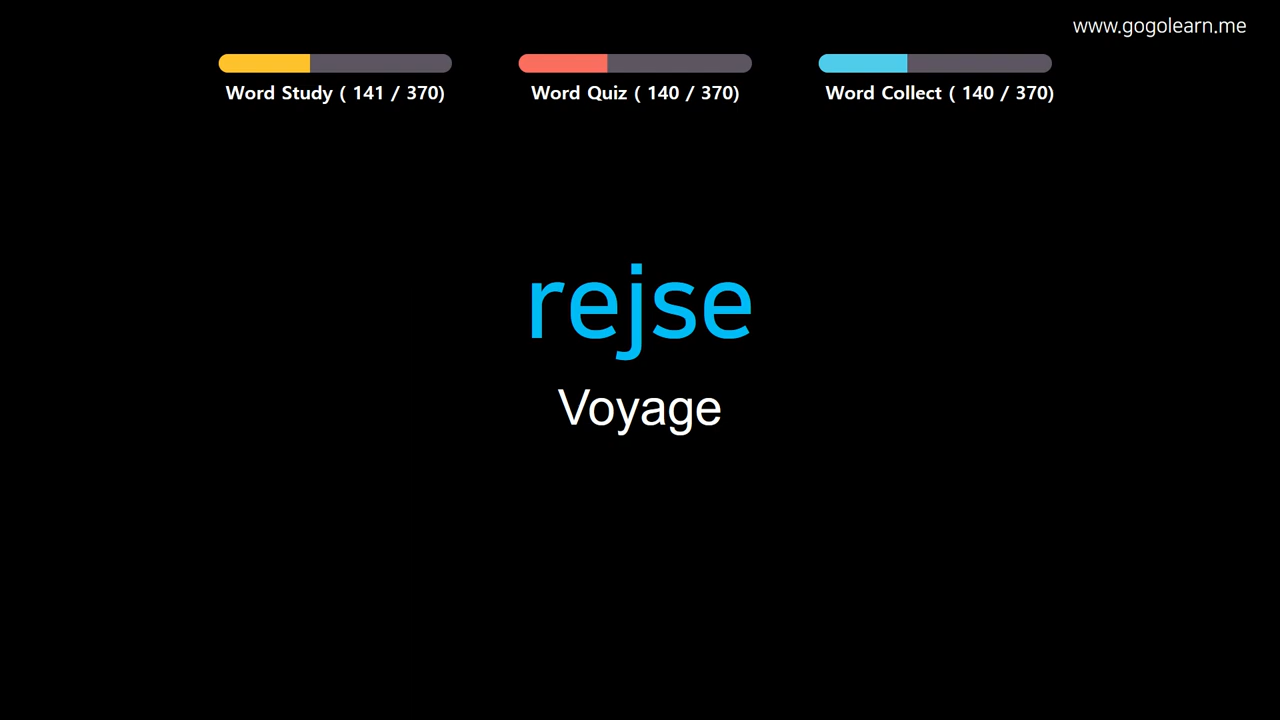 www.gogolearn.me
Word Study ( 141 / 370)
Word Quiz ( 140 / 370)
Word Collect ( 140 / 370)
rejse
Voyage